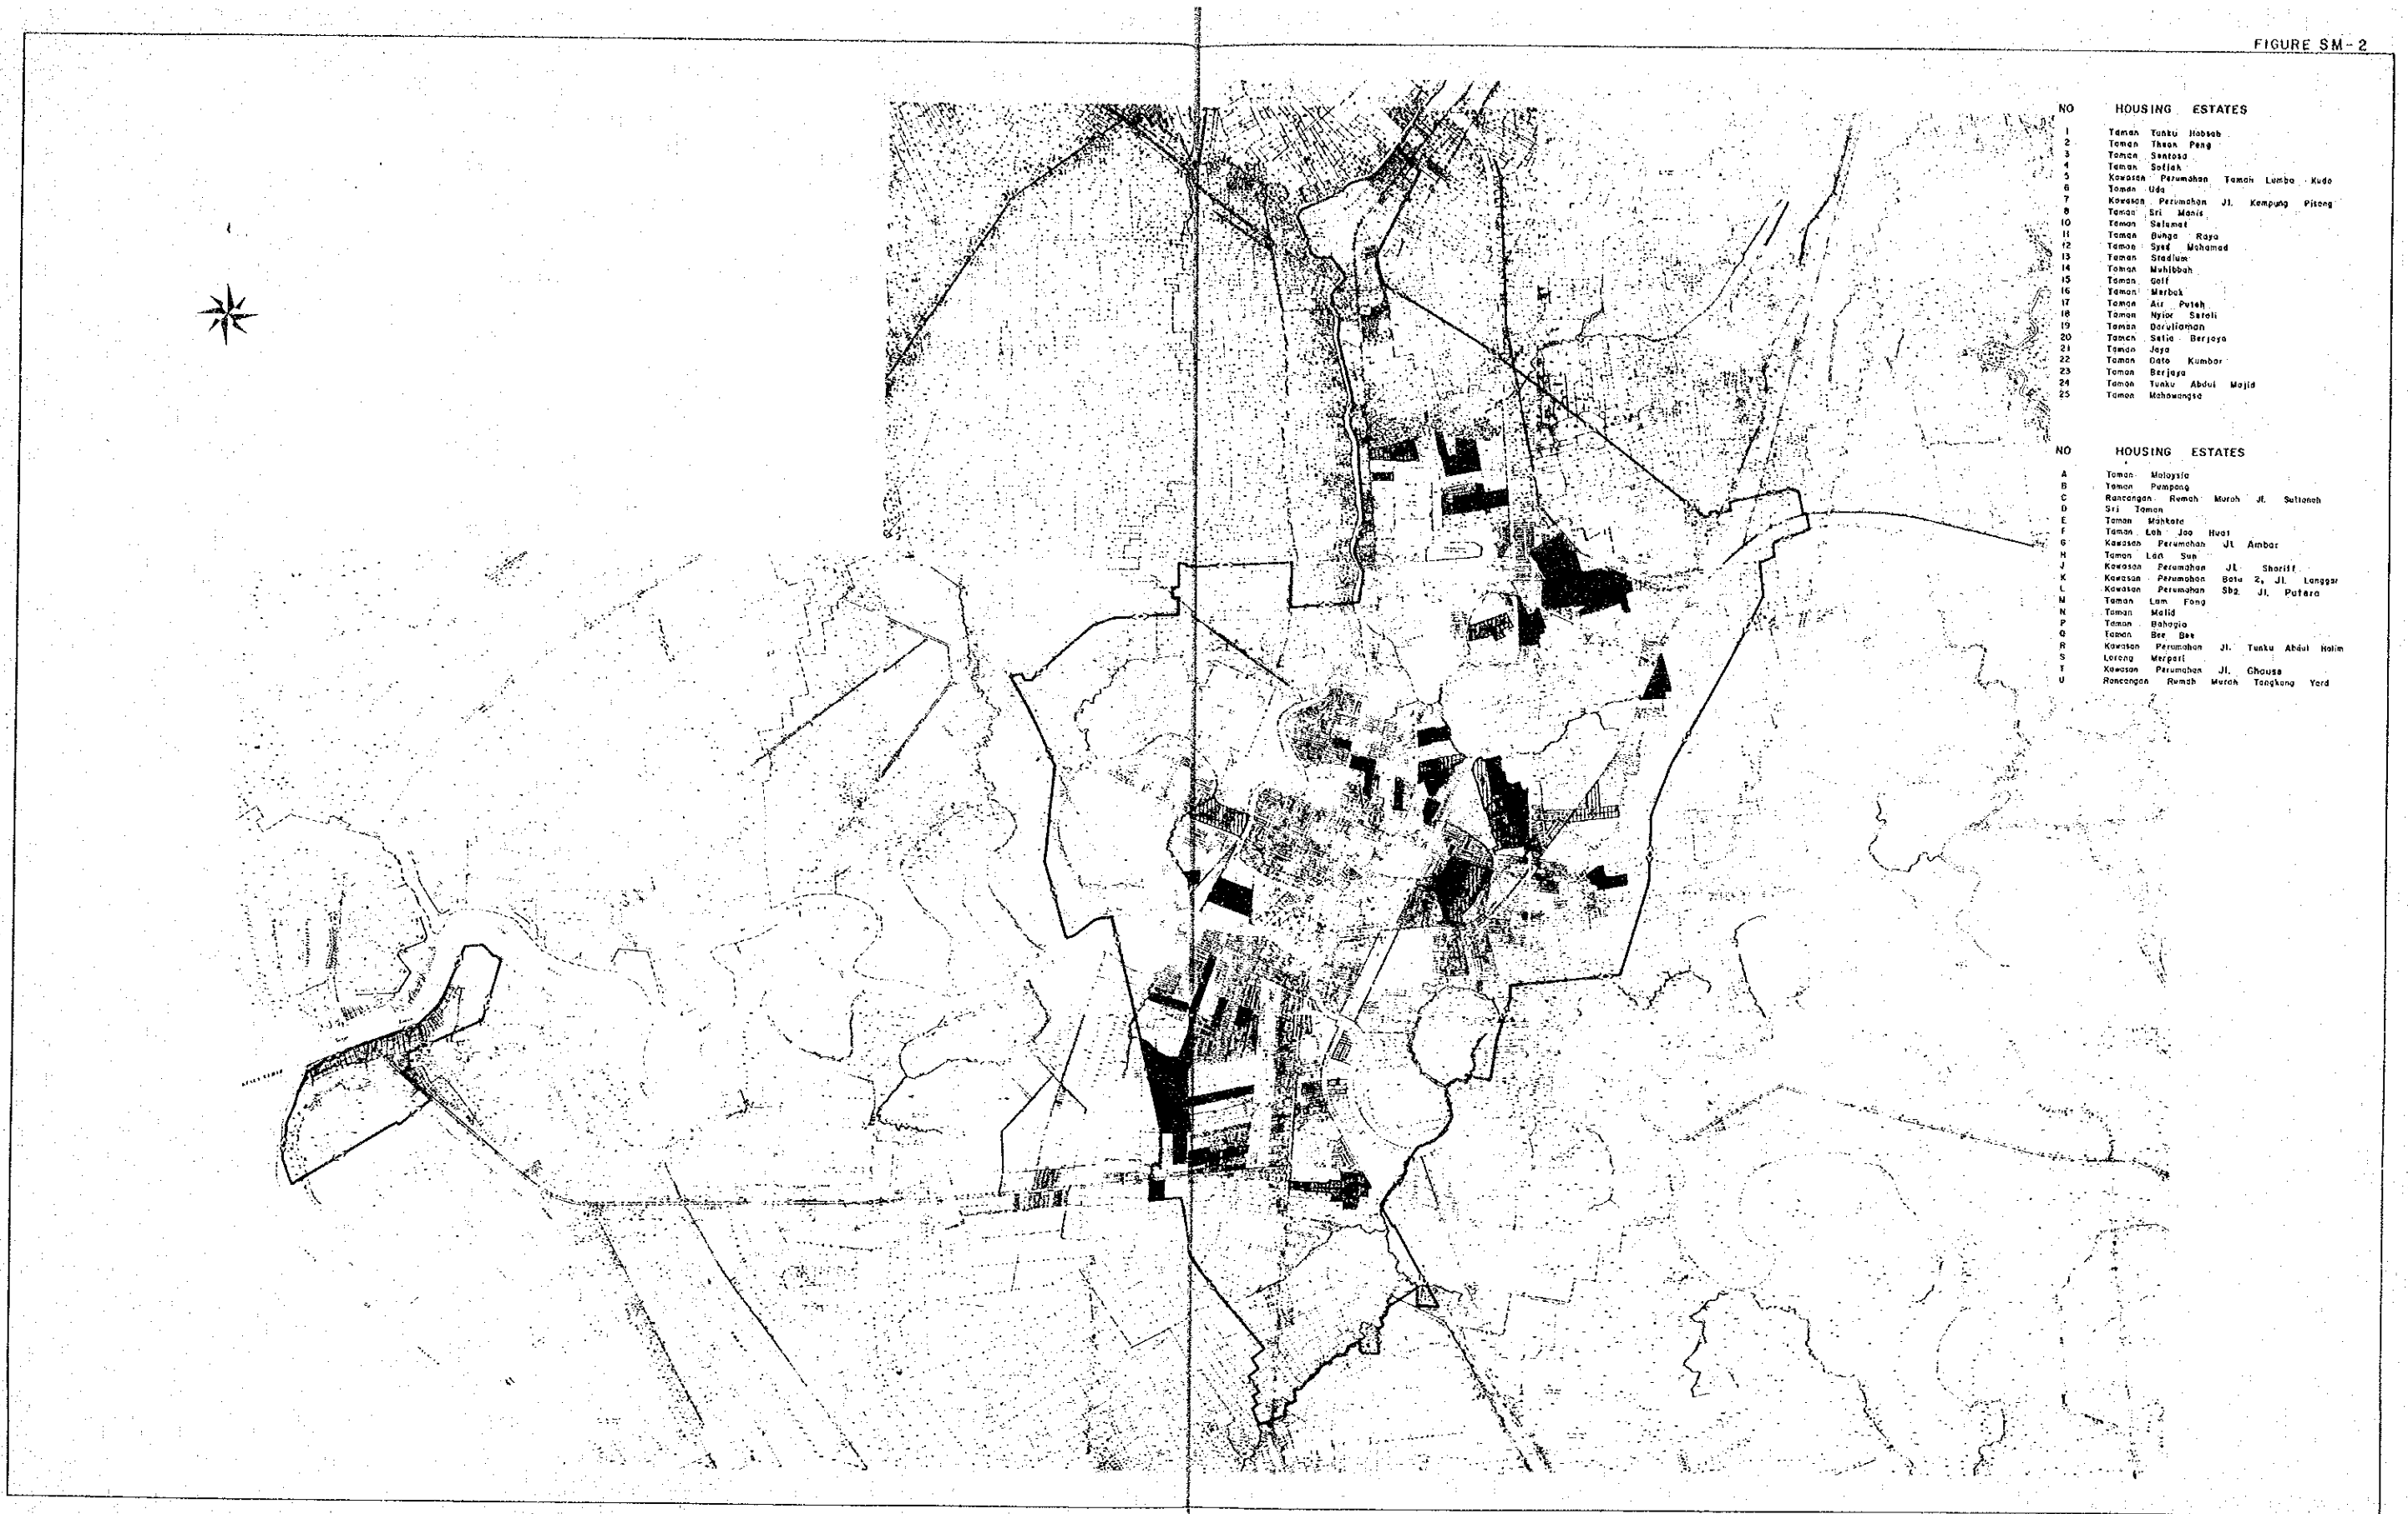 FIGURE SM-2
NO HOUSING ESTATES
1 Taman Tunku Habsah
2 Taman Thean Peng
3 Taman Sentosa
4 Taman Sofiah
5 Kawasan Perumahan Taman Lumba Kuda
6 Taman Uda
7 Kawasan Perumahan Jl. Kampung Pisang
8 Taman Sri Manis
10 Taman Selamat
11 Taman Bunga Raya
12 Taman Syed Mohamad
13 Taman Stadium
14 Taman Muhibbah
15 Taman Golf
16 Taman Merbok
17 Taman Air Puteh
18 Taman Nyior Setali
19 Taman Darulaman
20 Taman Setia Berjaya
21 Taman Jaya
22 Taman Dato Kumbar
23 Taman Berjaya
24 Taman Tunku Abdul Majid
25 Taman Mahawangsa
NO HOUSING ESTATES
A Taman Malaysia
B Taman Pumpong
C Rancangan Rumah Murah Jl. Sultanah
D Sri Taman
E Taman Mahkota
F Taman Loh Joo Huat
G Kawasan Perumahan Jl. Ambar
H Taman Lan Sun
J Kawasan Perumahan Jl. Shariff
K Kawasan Perumahan Batu 2, Jl. Langgar
L Kawasan Perumahan Sbg. Jl. Putera
M Taman Lam Fong
N Taman Malid
P Taman Bahagia
Q Taman Bee Bee
R Kawasan Perumahan Jl. Tunku Abdul Halim
S Lorong Merpati
T Kawasan Perumahan Jl. Ghausa
U Rancangan Rumah Murah Tongkang Yard